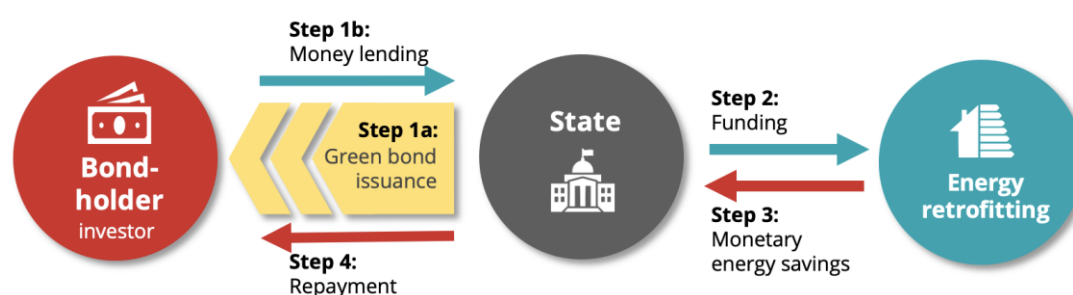 Step 1b:
Money lending
Bond-
holder
investor
Step 1a:
Green bond
issuance
Step 4:
Repayment
State
Step 2:
Funding
Step 3:
Monetary
energy savings
Energy
retrofitting